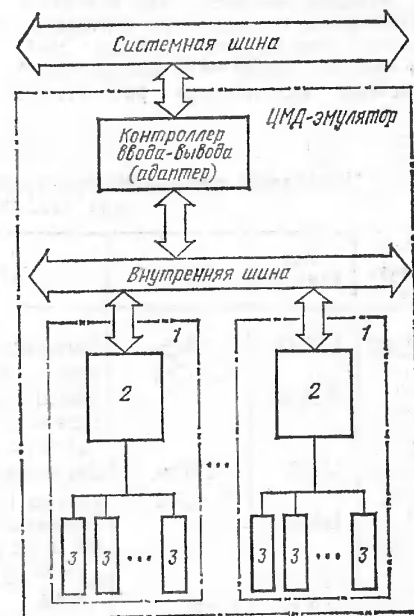 Системная шина
ЦМД-эмулятор
Контроллер
ввода-вывода
(адаптер)
Внутренняя шина
1
1
2
2
...
3 3 ... 3
3 3 ... 3